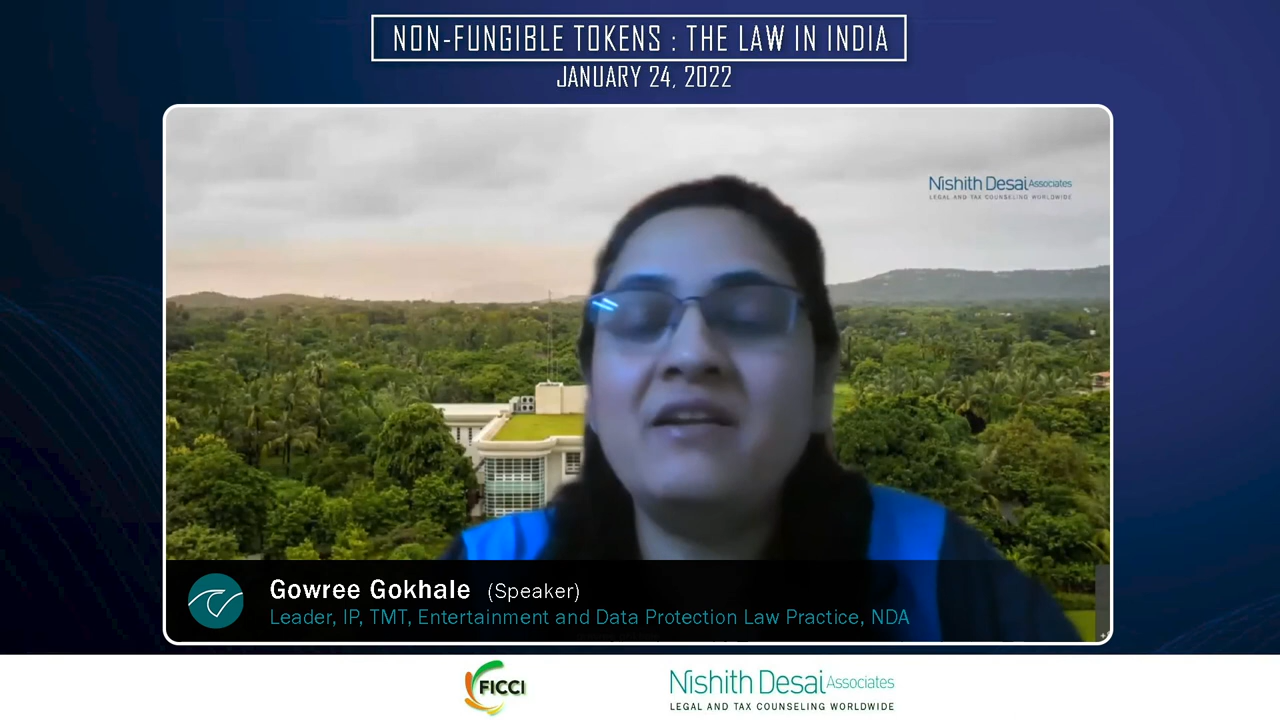 NON-FUNGIBLE TOKENS : THE LAW IN INDIA
JANUARY 24, 2022
Nishith Desai Associates
LEGAL AND TAX COUNSELING WORLDWIDE
Gowree Gokhale (Speaker)
Leader, IP, TMT, Entertainment and Data Protection Law Practice, NDA
FICCI
Nishith Desai Associates
LEGAL AND TAX COUNSELING WORLDWIDE